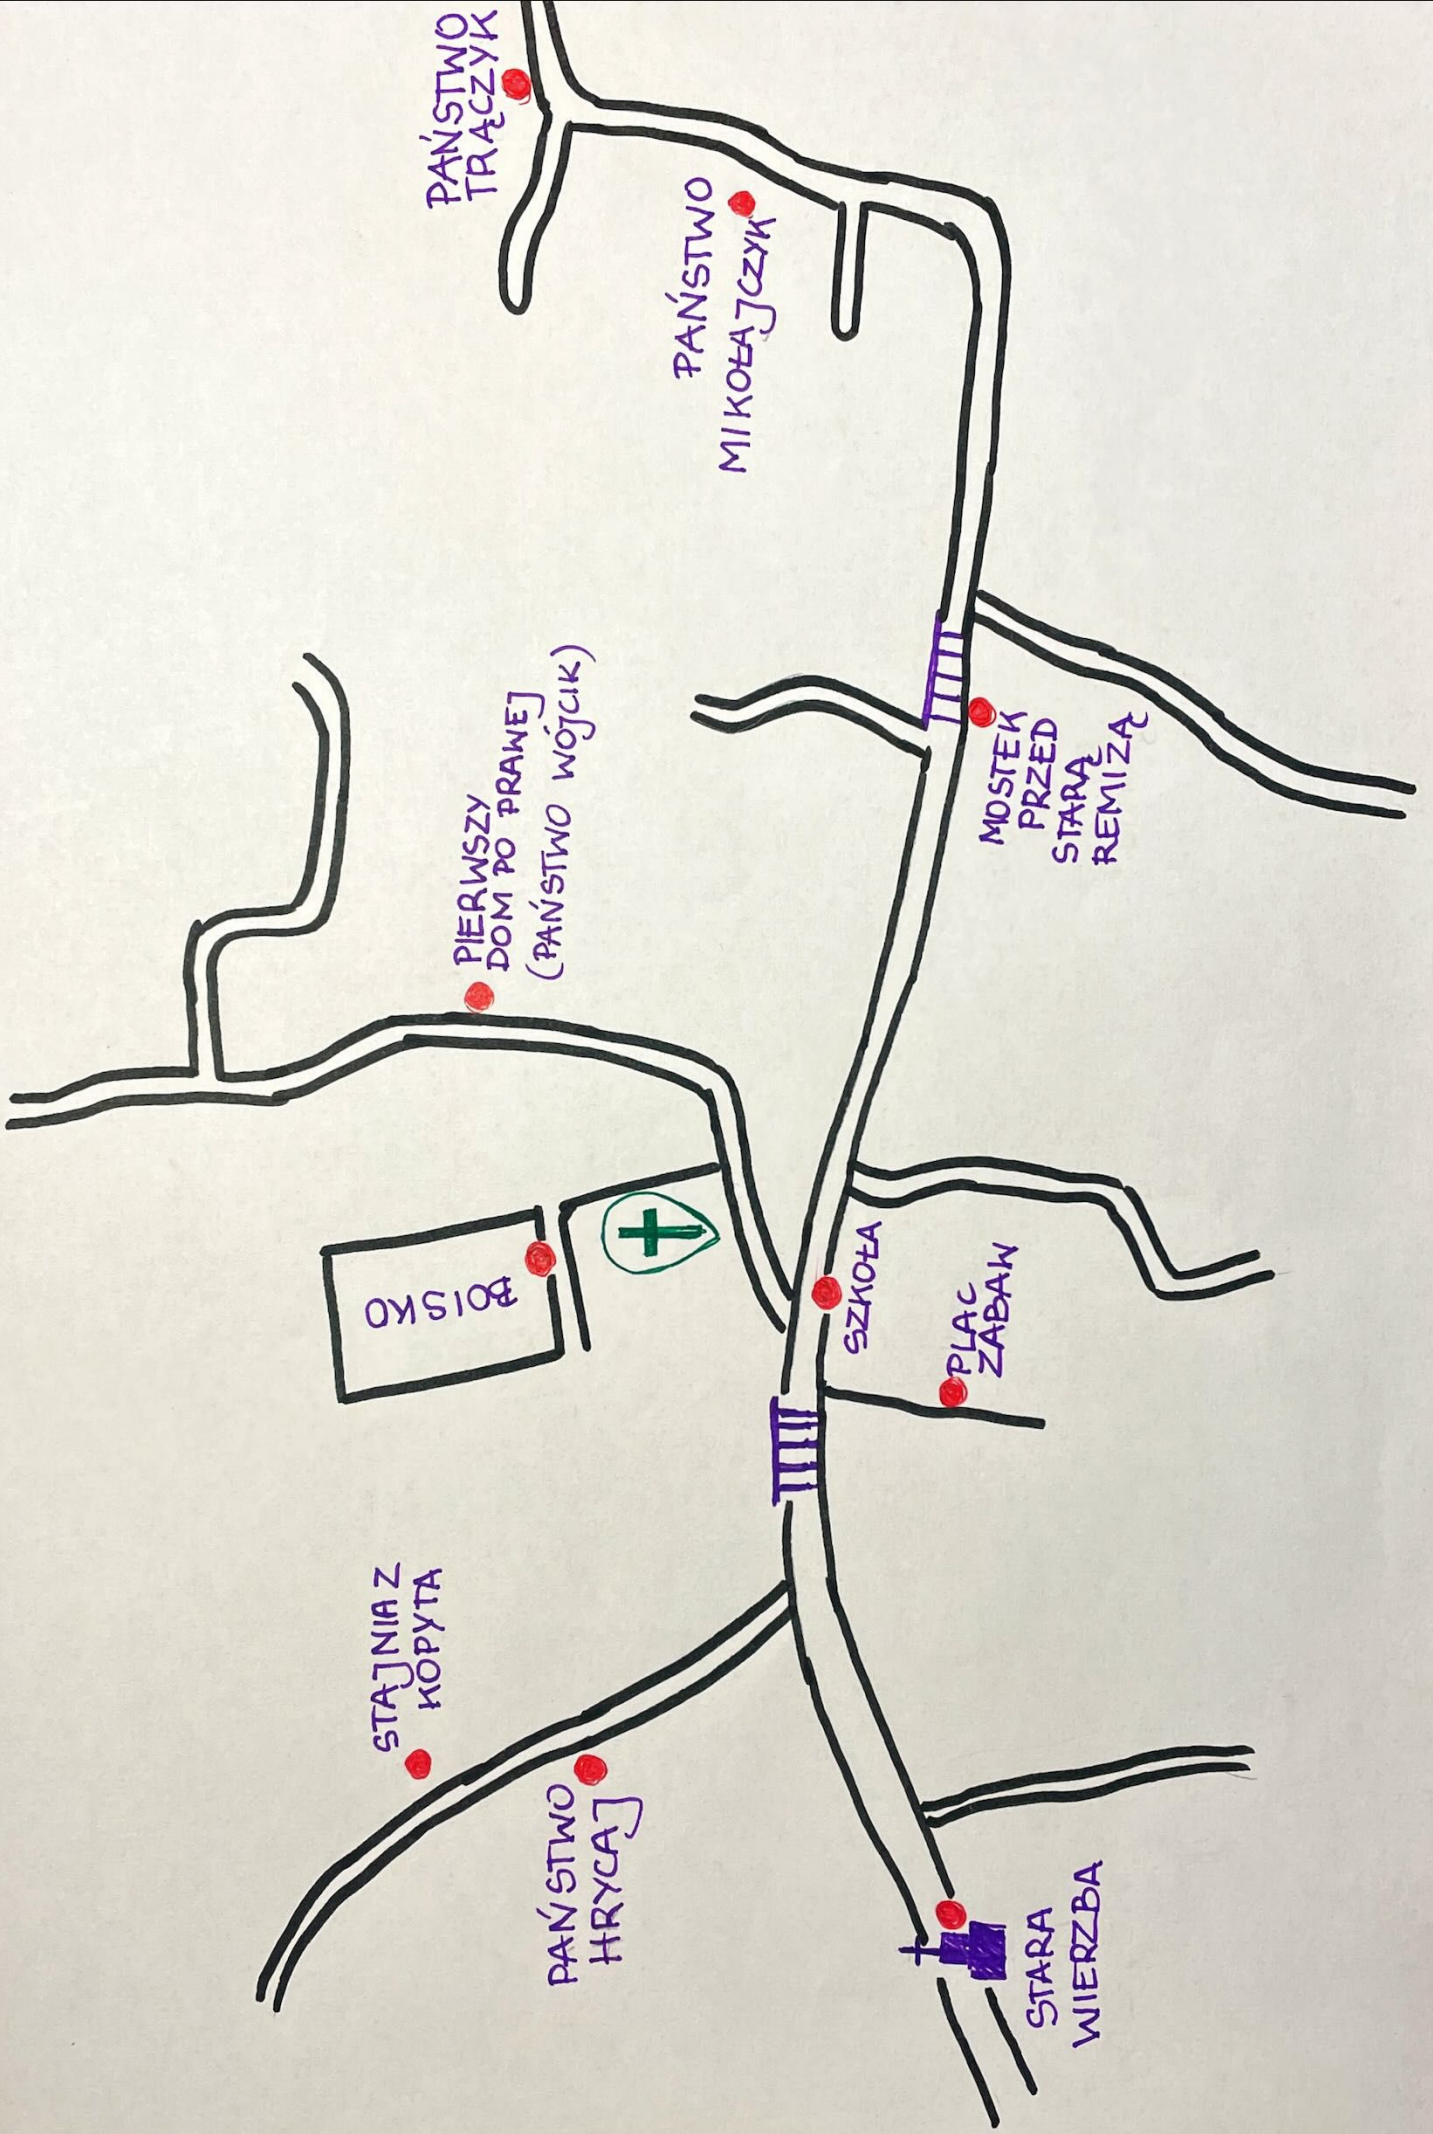 PAŃSTWO
TRĄCZYK
PAŃSTWO
MIKOŁAJCZYK
MOSTEK
PRZED
STARĄ
REMIZĄ
PIERWSZY
DOM PO PRAWEJ
(PAŃSTWO WÓJCIK)
BOISKO
SZKOŁA
PLAC
ZABAW
STAJNIA Z
KOPYTA
PAŃSTWO
HRYCAJ
STARA
WIERZBA